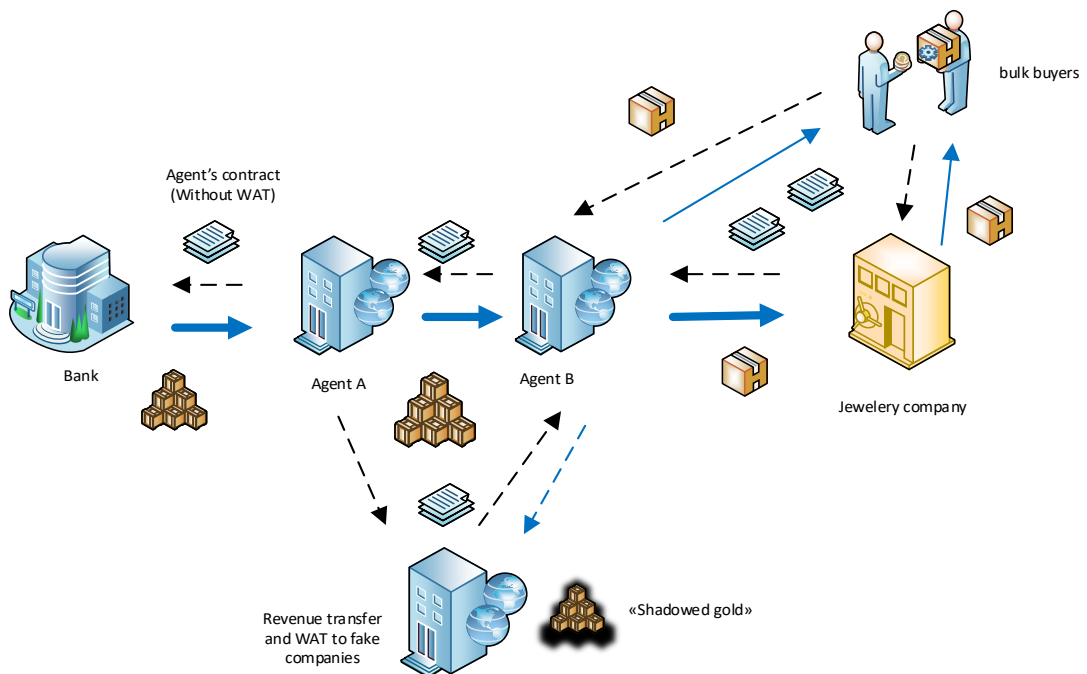 bulk buyers
Agent's contract
(Without WAT)
Bank
Agent A
Agent B
Jewelery company
Revenue transfer
and WAT to fake
companies
«Shadowed gold»